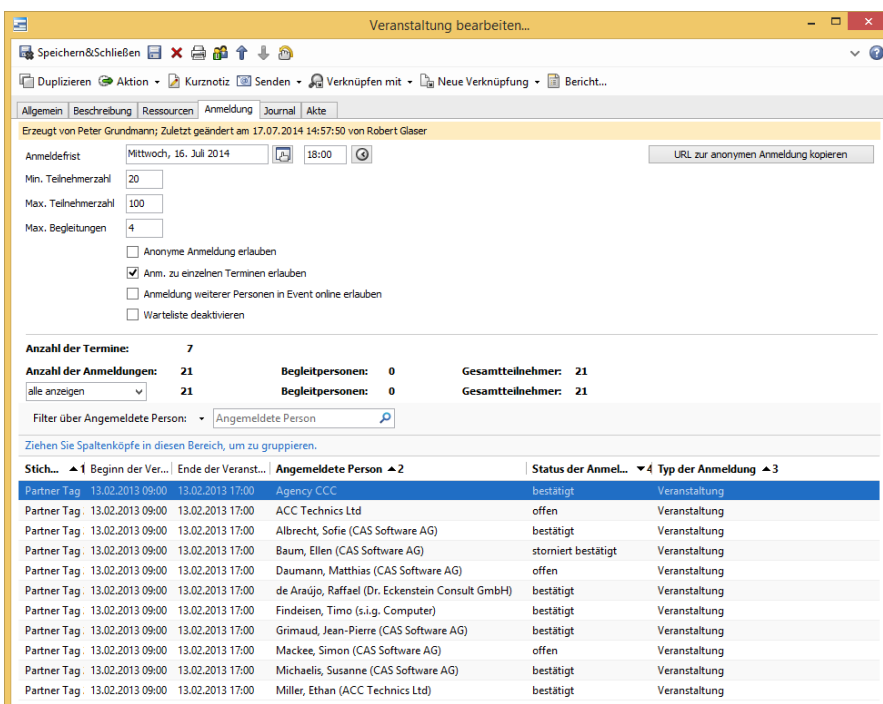 Veranstaltung bearbeiten...
Speichern&Schließen
Duplizieren Aktion Kurznotiz Senden Verknüpfen mit Neue Verknüpfung Bericht...
Allgemein Beschreibung Ressourcen Anmeldung Journal Akte
Erzeugt von Peter Grundmann; Zuletzt geändert am 17.07.2014 14:57:50 von Robert Glaser
Anmeldefrist Mittwoch, 16. Juli 2014 18:00 URL zur anonymen Anmeldung kopieren
Min. Teilnehmerzahl 20
Max. Teilnehmerzahl 100
Max. Begleitungen 4
Anonyme Anmeldung erlauben
Anm. zu einzelnen Terminen erlauben
Anmeldung weiterer Personen in Event online erlauben
Warteliste deaktivieren
Anzahl der Termine: 7
Anzahl der Anmeldungen: 21 Begleitpersonen: 0 Gesamtteilnehmer: 21
alle anzeigen 21 Begleitpersonen: 0 Gesamtteilnehmer: 21
Filter über Angemeldete Person: Angemeldete Person
Ziehen Sie Spaltenköpfe in diesen Bereich, um zu gruppieren.
Stich... 1 Beginn der Ver... Ende der Veranst... Angemeldete Person 2 Status der Anmel... 4 Typ der Anmeldung 3
Partner Tag 13.02.2013 09:00 13.02.2013 17:00 Agency CCC bestätigt Veranstaltung
Partner Tag 13.02.2013 09:00 13.02.2013 17:00 ACC Technics Ltd offen Veranstaltung
Partner Tag 13.02.2013 09:00 13.02.2013 17:00 Albrecht, Sofie (CAS Software AG) bestätigt Veranstaltung
Partner Tag 13.02.2013 09:00 13.02.2013 17:00 Baum, Ellen (CAS Software AG) storniert bestätigt Veranstaltung
Partner Tag 13.02.2013 09:00 13.02.2013 17:00 Daumann, Matthias (CAS Software AG) offen Veranstaltung
Partner Tag 13.02.2013 09:00 13.02.2013 17:00 de Araújo, Raffael (Dr. Eckenstein Consult GmbH) bestätigt Veranstaltung
Partner Tag 13.02.2013 09:00 13.02.2013 17:00 Findeisen, Timo (s.i.g. Computer) bestätigt Veranstaltung
Partner Tag 13.02.2013 09:00 13.02.2013 17:00 Grimaud, Jean-Pierre (CAS Software AG) bestätigt Veranstaltung
Partner Tag 13.02.2013 09:00 13.02.2013 17:00 Mackee, Simon (CAS Software AG) offen Veranstaltung
Partner Tag 13.02.2013 09:00 13.02.2013 17:00 Michaelis, Susanne (CAS Software AG) bestätigt Veranstaltung
Partner Tag 13.02.2013 09:00 13.02.2013 17:00 Miller, Ethan (ACC Technics Ltd) bestätigt Veranstaltung